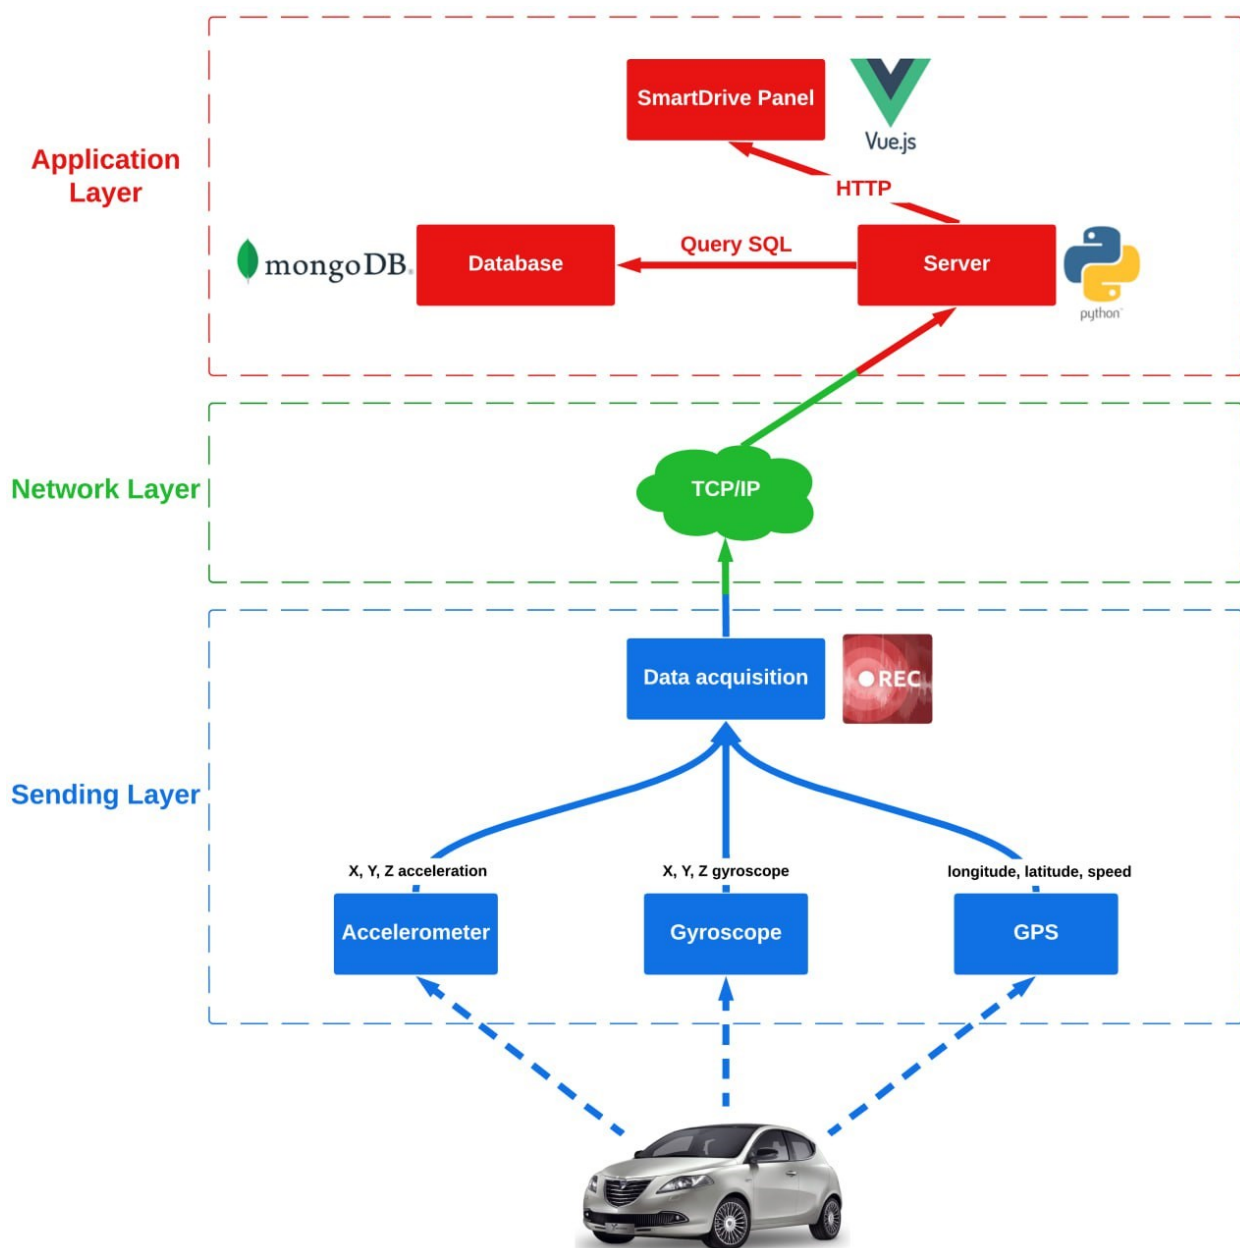 SmartDrive Panel
Vue.js
Application
Layer
HTTP
mongoDB.
Database
Query SQL
Server
python
Network Layer
TCP/IP
Data acquisition
REC
Sending Layer
X, Y, Z acceleration
X, Y, Z gyroscope
longitude, latitude, speed
Accelerometer
Gyroscope
GPS